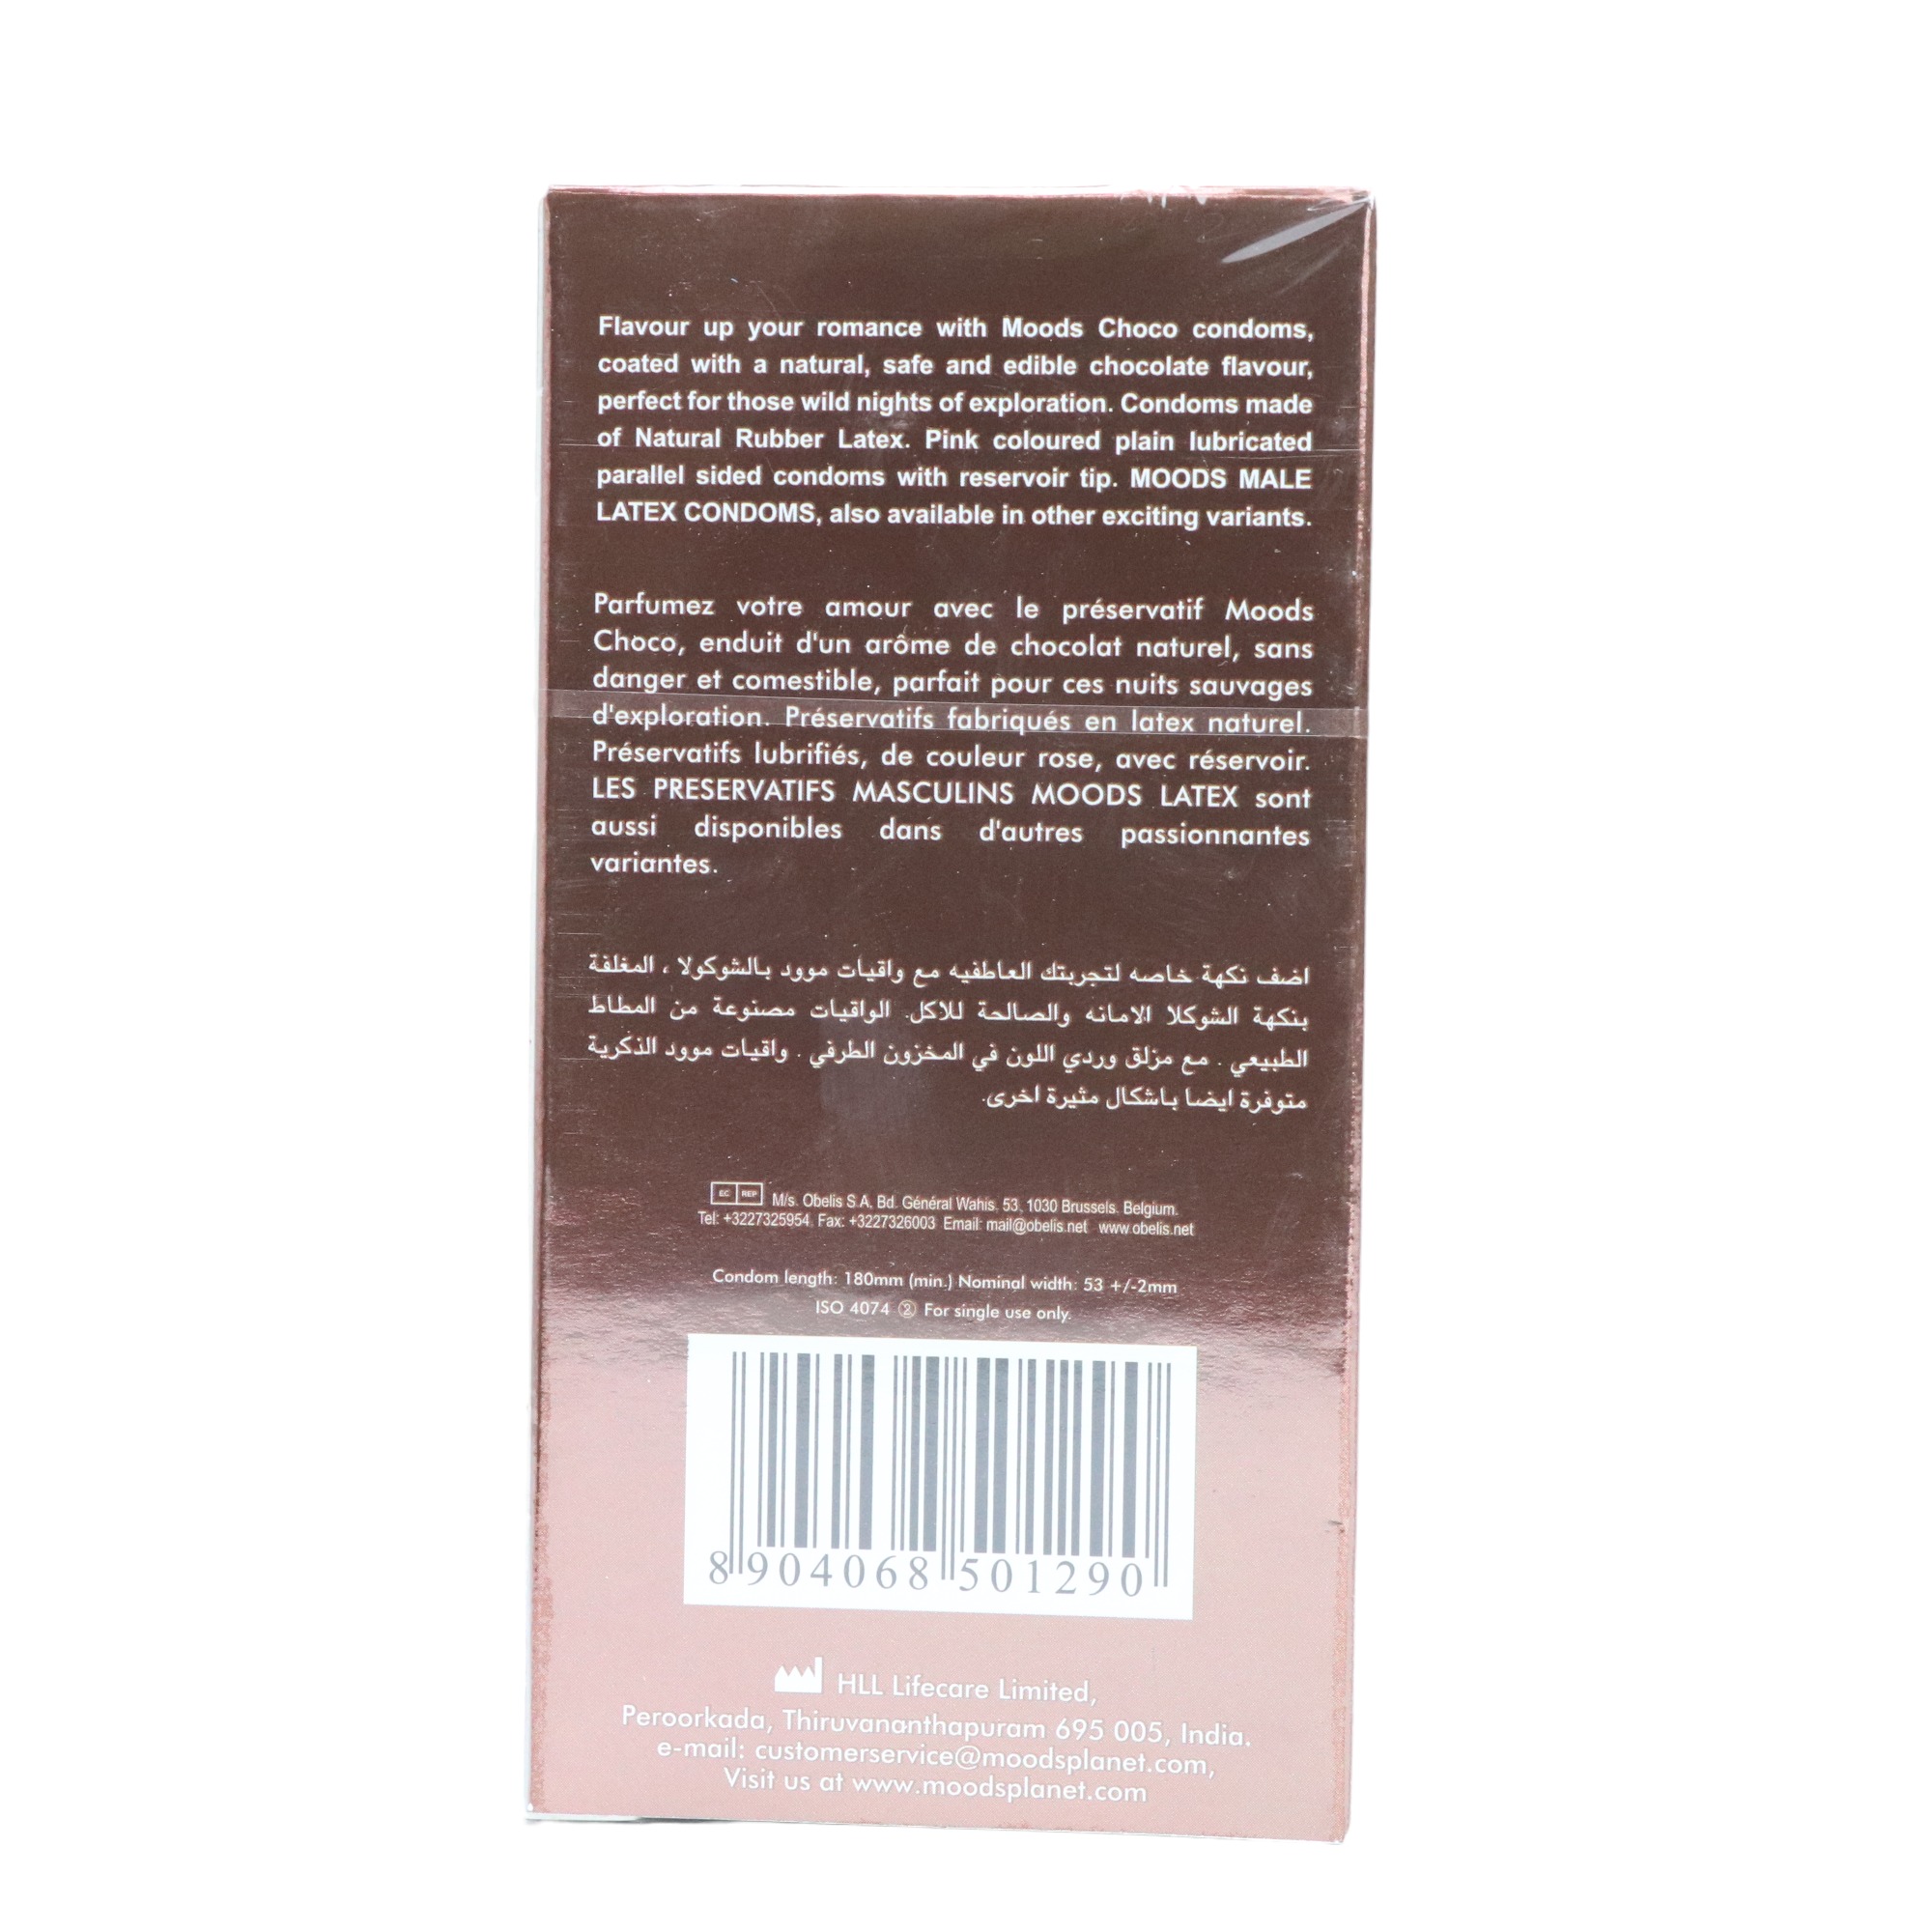 Flavour up your romance with Moods Choco condoms,
coated with a natural, safe and edible chocolate flavour,
perfect for those wild nights of exploration. Condoms made
of Natural Rubber Latex. Pink coloured plain lubricated
parallel sided condoms with reservoir tip. MOODS MALE
LATEX CONDOMS, also available in other exciting variants.
Parfumez votre amour avec le préservatif Moods
Choco, enduit d'un arôme de chocolat naturel, sans
danger et comestible, parfait pour ces nuits sauvages
d'exploration. Préservatifs fabriqués en latex naturel.
Préservatifs lubrifiés, de couleur rose, avec réservoir.
LES PRESERVATIFS MASCULINS MOODS LATEX sont
aussi disponibles dans d'autres passionnantes
variantes.
اضف نكهة خاصه لتجربتك العاطفيه مع واقيات موود بالشوكولا ، المغلفة
بنكهة الشوكلا الامانه والصالحة للاكل. الواقيات مصنوعة من المطاط
الطبيعي . مع مزلق وردي اللون في المخزون الطرفي . واقيات موود الذكرية
متوفرة ايضا باشكال مثيرة اخرى.
EC REP M/s. Obelis S.A, Bd. Général Wahis, 53, 1030 Brussels. Belgium.
Tel: +3227325954. Fax: +3227326003 Email: mail@obelis.net www.obelis.net
Condom length: 180mm (min.) Nominal width: 53 +/-2mm
ISO 4074 ② For single use only.
8 904068 501290
HLL Lifecare Limited,
Peroorkada, Thiruvananthapuram 695 005, India.
e-mail: customerservice@moodsplanet.com,
Visit us at www.moodsplanet.com